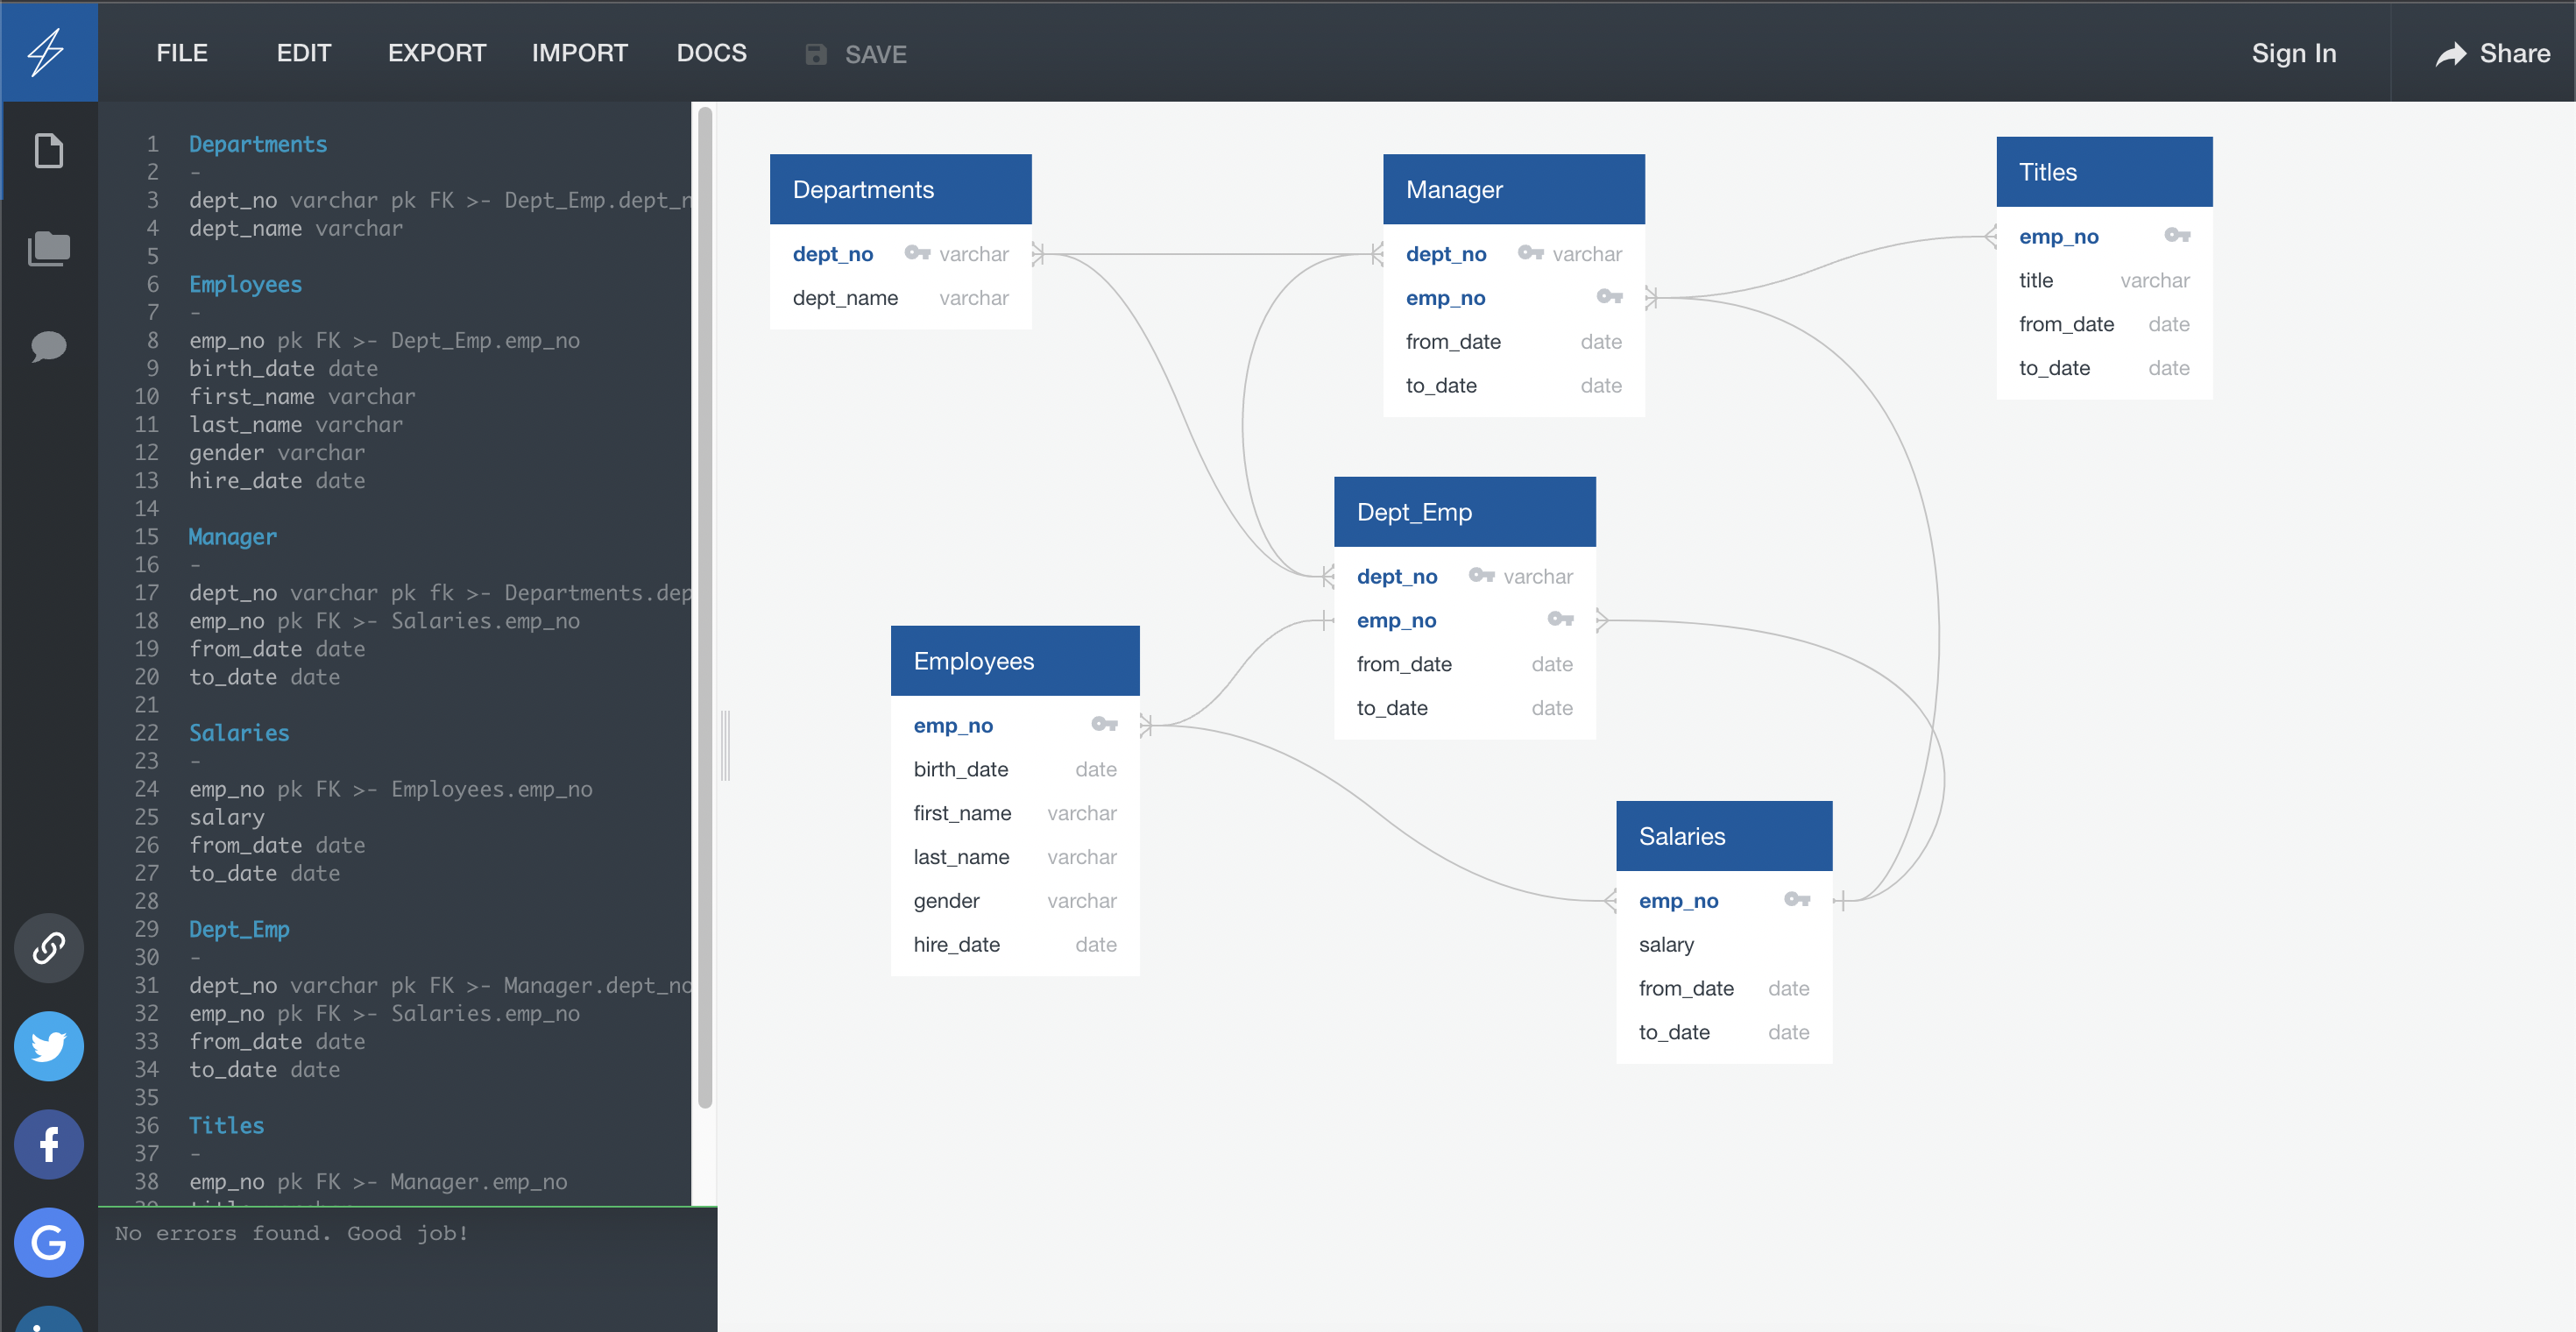 FILE EDIT EXPORT IMPORT DOCS SAVE Sign In Share
1 Departments
2 -
3 dept_no varchar pk FK >- Dept_Emp.dept_n
4 dept_name varchar
5
6 Employees
7 -
8 emp_no pk FK >- Dept_Emp.emp_no
9 birth_date date
10 first_name varchar
11 last_name varchar
12 gender varchar
13 hire_date date
14
15 Manager
16 -
17 dept_no varchar pk fk >- Departments.dep
18 emp_no pk FK >- Salaries.emp_no
19 from_date date
20 to_date date
21
22 Salaries
23 -
24 emp_no pk FK >- Employees.emp_no
25 salary
26 from_date date
27 to_date date
28
29 Dept_Emp
30 -
31 dept_no varchar pk FK >- Manager.dept_no
32 emp_no pk FK >- Salaries.emp_no
33 from_date date
34 to_date date
35
36 Titles
37 -
38 emp_no pk FK >- Manager.emp_no
No errors found. Good job!
Departments
dept_no varchar
dept_name varchar
Manager
dept_no varchar
emp_no
from_date date
to_date date
Titles
emp_no
title varchar
from_date date
to_date date
Dept_Emp
dept_no varchar
emp_no
from_date date
to_date date
Employees
emp_no
birth_date date
first_name varchar
last_name varchar
gender varchar
hire_date date
Salaries
emp_no
salary
from_date date
to_date date